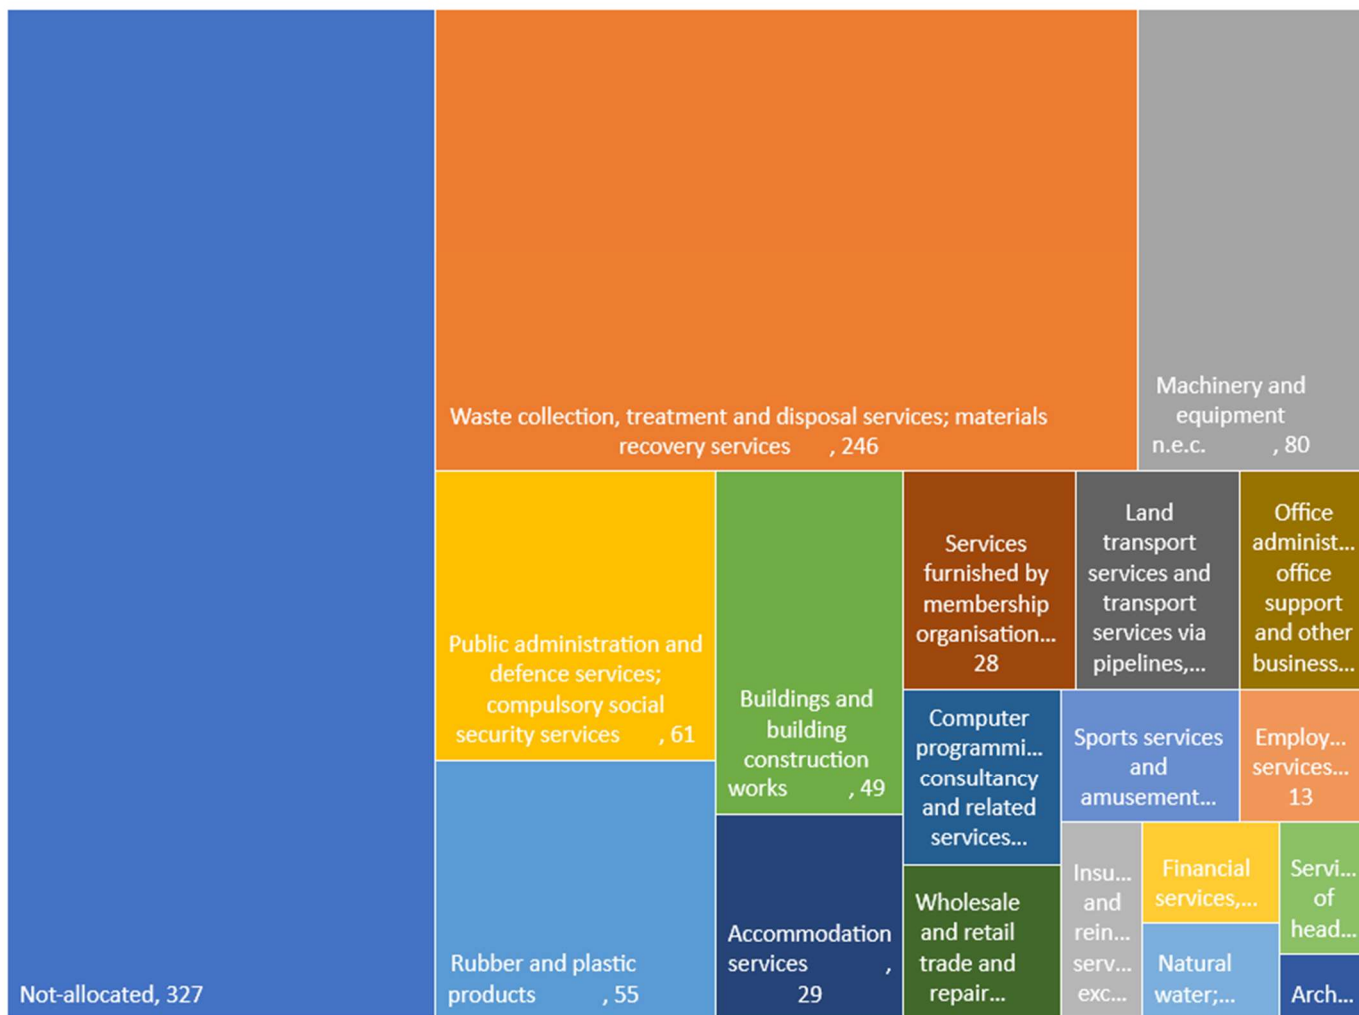 Not-allocated, 327
Waste collection, treatment and disposal services; materials
recovery services , 246
Machinery and
equipment
n.e.c. , 80
Public administration and
defence services;
compulsory social
security services , 61
Rubber and plastic
products , 55
Buildings and
building
construction
works , 49
Accommodation
services ,
29
Services
furnished by
membership
organisation...
28
Land
transport
services and
transport
services via
pipelines,...
Office
administ...
office
support
and other
business...
Computer
programmi...
consultancy
and related
services...
Sports services
and
amusement...
Employ...
services...
13
Wholesale
and retail
trade and
repair...
Insu...
and
rein...
serv...
exc...
Financial
services,...
Servi...
of
head...
Natural
water;...
Arch...